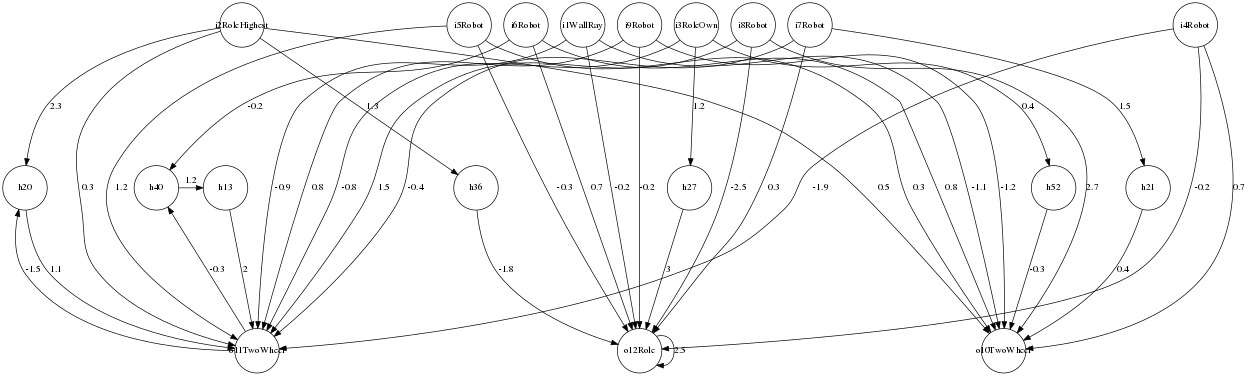 i2RoleHighest i5Robot i6Robot i1WallRay i9Robot i3RoleOwn i8Robot i7Robot i4Robot
2.3 -0.2 1.3 1.2 0.4 1.5
h20 0.3 1.2 h40 1.2 h13 -0.9 0.8 -0.8 1.5 -0.4 h36 -0.3 0.7 -0.2 -0.2 h27 -2.5 0.3 -1.9 0.5 0.3 0.8 -1.1 -1.2 h52 2.7 h21 -0.2 0.7
-1.5 1.1 -0.3 2 -1.8 3 -0.3 0.4
o11TwoWheel o12Role 2.5 o10TwoWheel